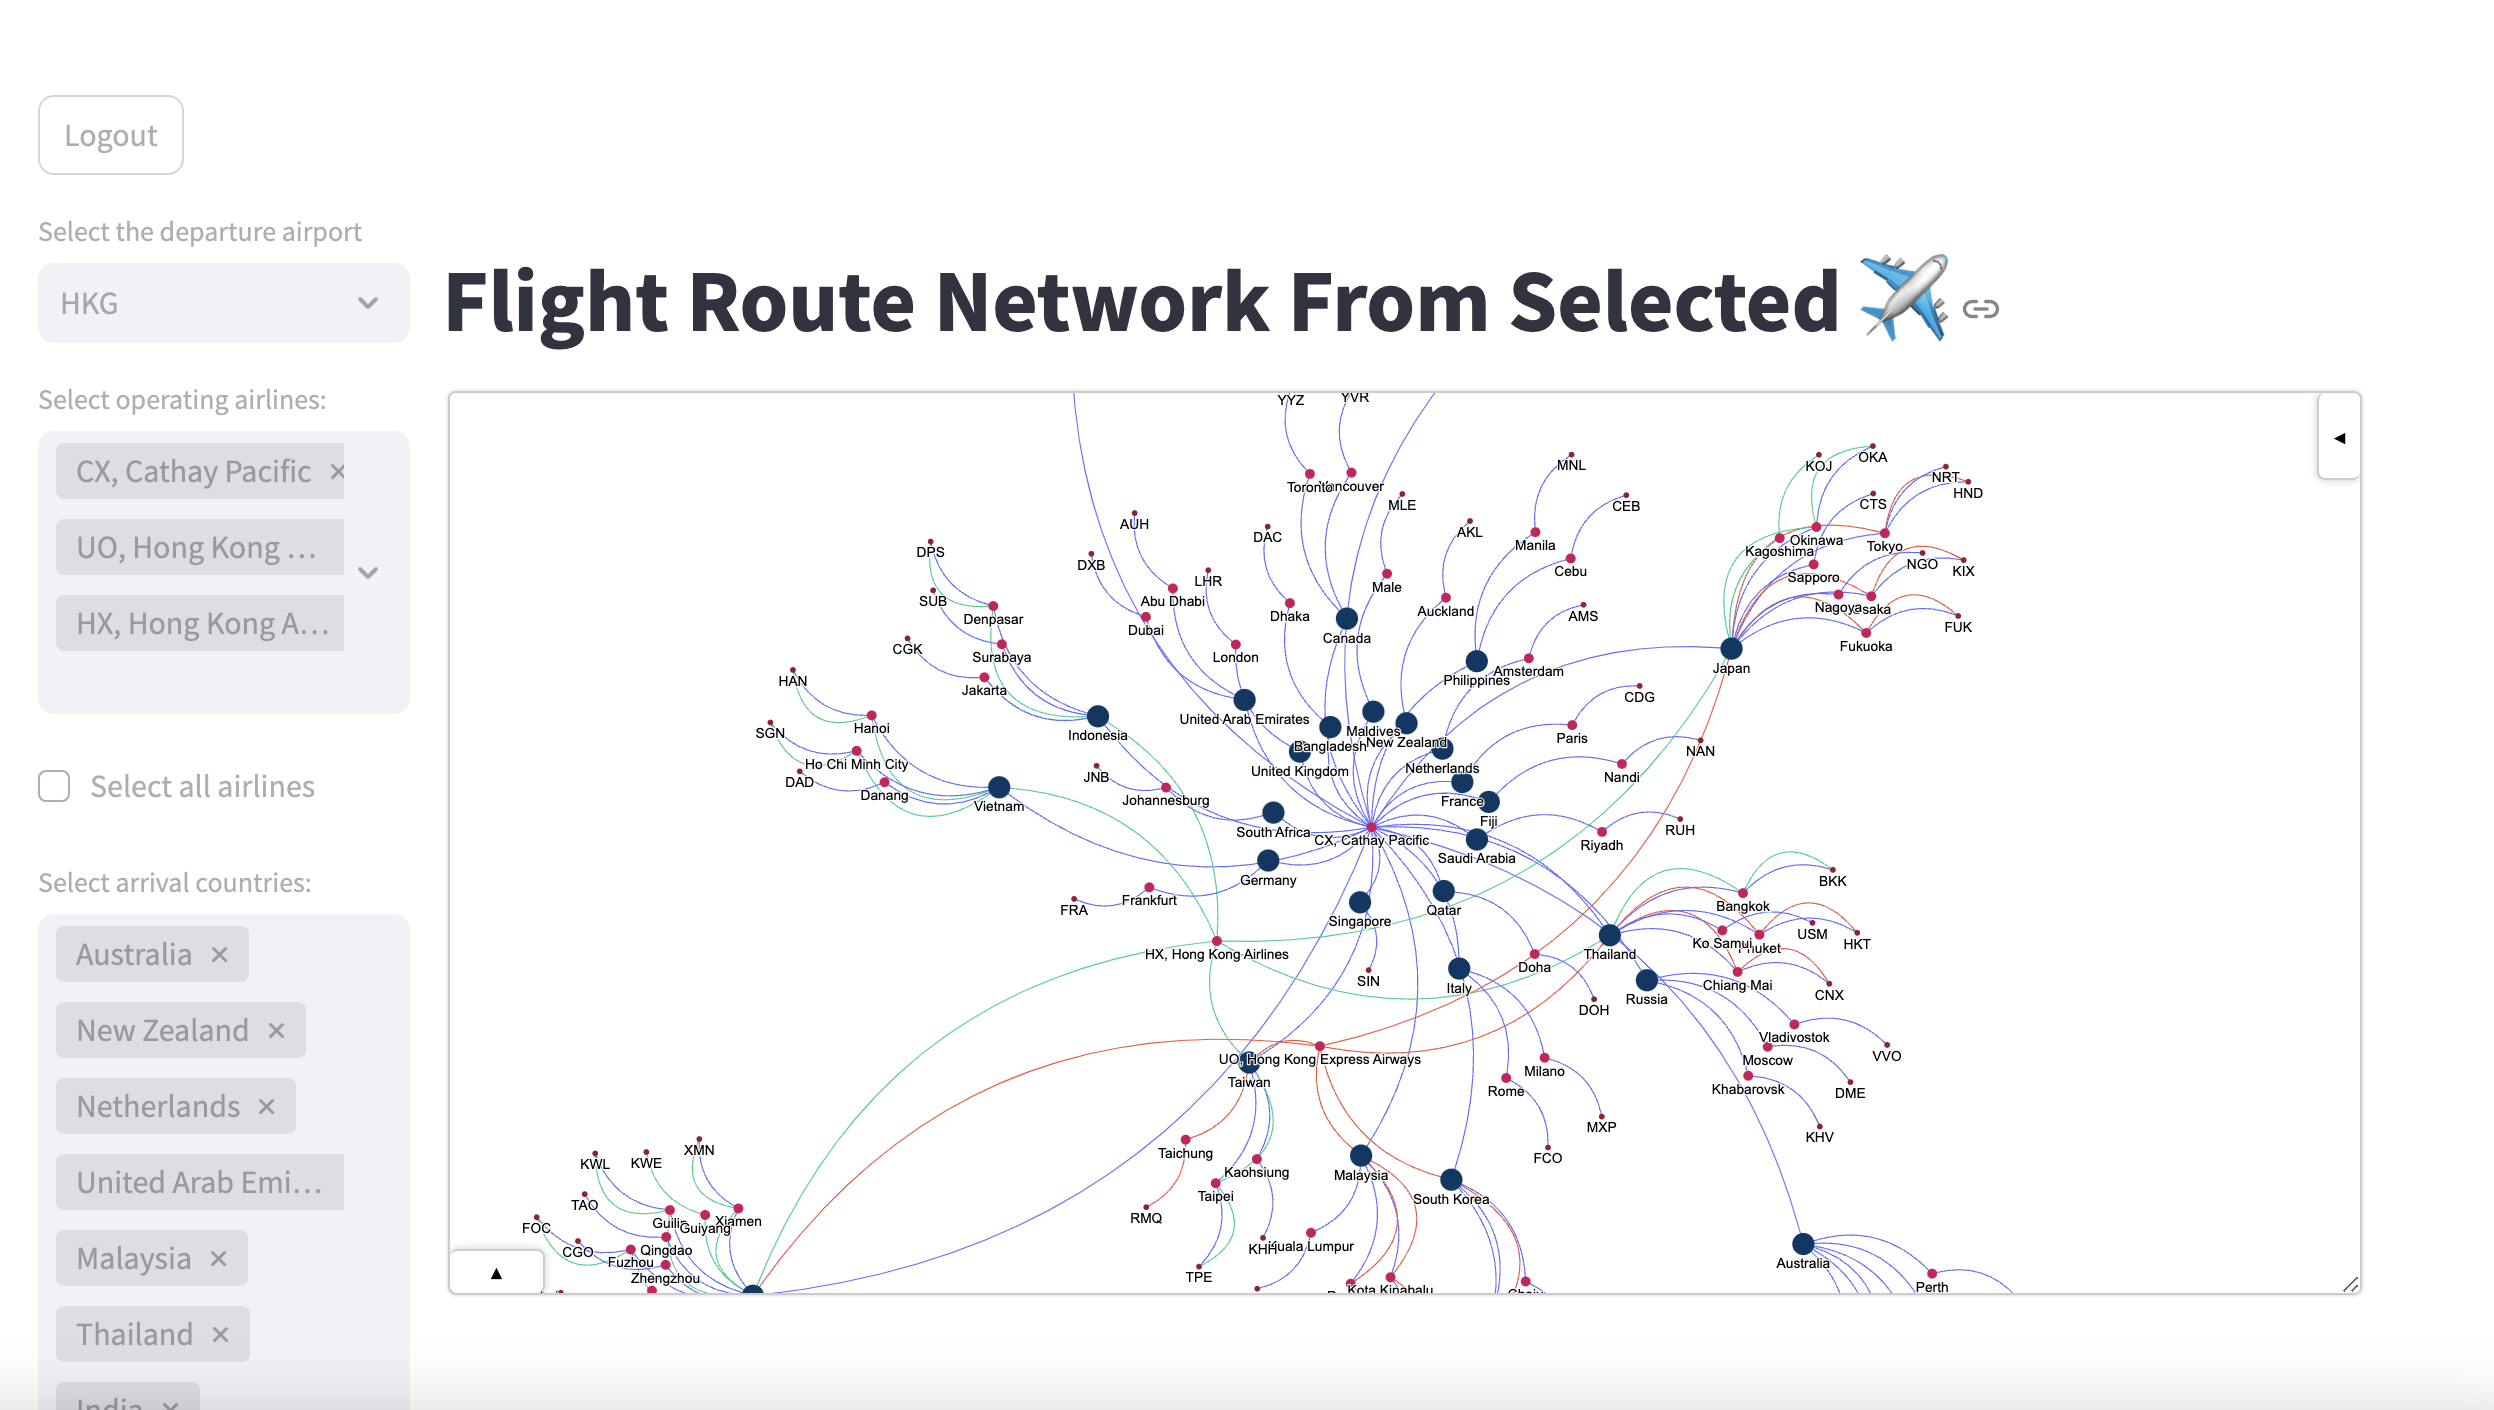 Logout
Select the departure airport
HKG
Select operating airlines:
CX, Cathay Pacific ×
UO, Hong Kong ...
HX, Hong Kong A...
Select all airlines
Select arrival countries:
Australia ×
New Zealand ×
Netherlands ×
United Arab Emi...
Malaysia ×
Thailand ×
India ×
Flight Route Network From Selected
YYZ
YVR
Toronto
MLE
MNL
CEB
AKL
Manila
Cebu
KOJ
OKA
NRT
HND
CTS
Kagoshima
Okinawa
Tokyo
NGO
KIX
Sapporo
Nagoya
FUK
Fukuoka
Japan
AUH
DXB
LHR
DAC
Abu Dhabi
Dubai
London
Dhaka
Male
Canada
Auckland
AMS
Philippines
Amsterdam
CDG
DPS
SUB
Denpasar
CGK
Surabaya
Jakarta
Indonesia
HAN
SGN
Hanoi
Ho Chi Minh City
DAD
Danang
Vietnam
United Arab Emirates
Bangladesh
Maldives
New Zealand
United Kingdom
Netherlands
Paris
NAN
Nandi
France
Fiji
JNB
Johannesburg
South Africa
CX, Cathay Pacific
Saudi Arabia
Riyadh
RUH
Germany
FRA
Frankfurt
Singapore
Qatar
SIN
HX, Hong Kong Airlines
Italy
Doha
DOH
BKK
Bangkok
Ko Samui
USM
HKT
Thailand
Chiang Mai
CNX
Russia
Vladivostok
VVO
Moscow
DME
Khabarovsk
KHV
UO, Hong Kong Express Airways
Taiwan
Rome
Milano
MXP
FCO
Taichung
Kaohsiung
Taipei
RMQ
KHH
TPE
Malaysia
South Korea
Kuala Lumpur
Kota Kinabalu
KWL
KWE
XMN
TAO
FOC
CGO
Guiyang
Xiamen
Qingdao
Fuzhou
Zhengzhou
Australia
Perth